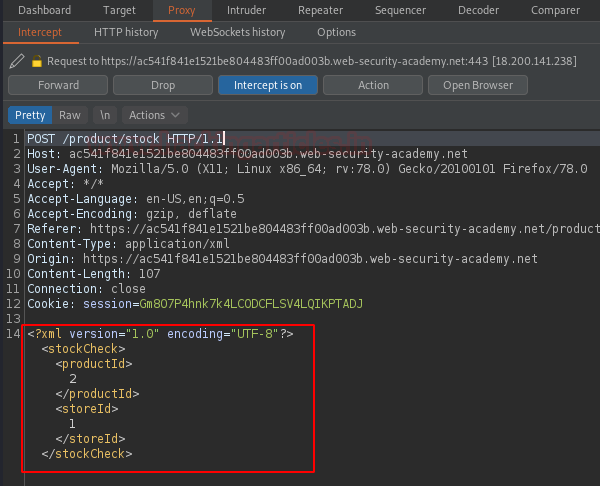 Dashboard Target Proxy Intruder Repeater Sequencer Decoder Comparer
Intercept HTTP history WebSockets history Options
Request to https://ac541f841e1521be804483ff00ad003b.web-security-academy.net:443 [18.200.141.238]
Forward Drop Intercept is on Action Open Browser
Pretty Raw \n Actions
1 POST /product/stock HTTP/1.1
2 Host: ac541f841e1521be804483ff00ad003b.web-security-academy.net
3 User-Agent: Mozilla/5.0 (X11; Linux x86_64; rv:78.0) Gecko/20100101 Firefox/78.0
4 Accept: */*
5 Accept-Language: en-US,en;q=0.5
6 Accept-Encoding: gzip, deflate
7 Referer: https://ac541f841e1521be804483ff00ad003b.web-security-academy.net/product
8 Content-Type: application/xml
9 Origin: https://ac541f841e1521be804483ff00ad003b.web-security-academy.net
10 Content-Length: 107
11 Connection: close
12 Cookie: session=Gm8O7P4hnk7k4LCODCFLSV4LQIKPTADJ
13
14 <?xml version="1.0" encoding="UTF-8"?>
<stockCheck>
<productId>
2
</productId>
<storeId>
1
</storeId>
</stockCheck>